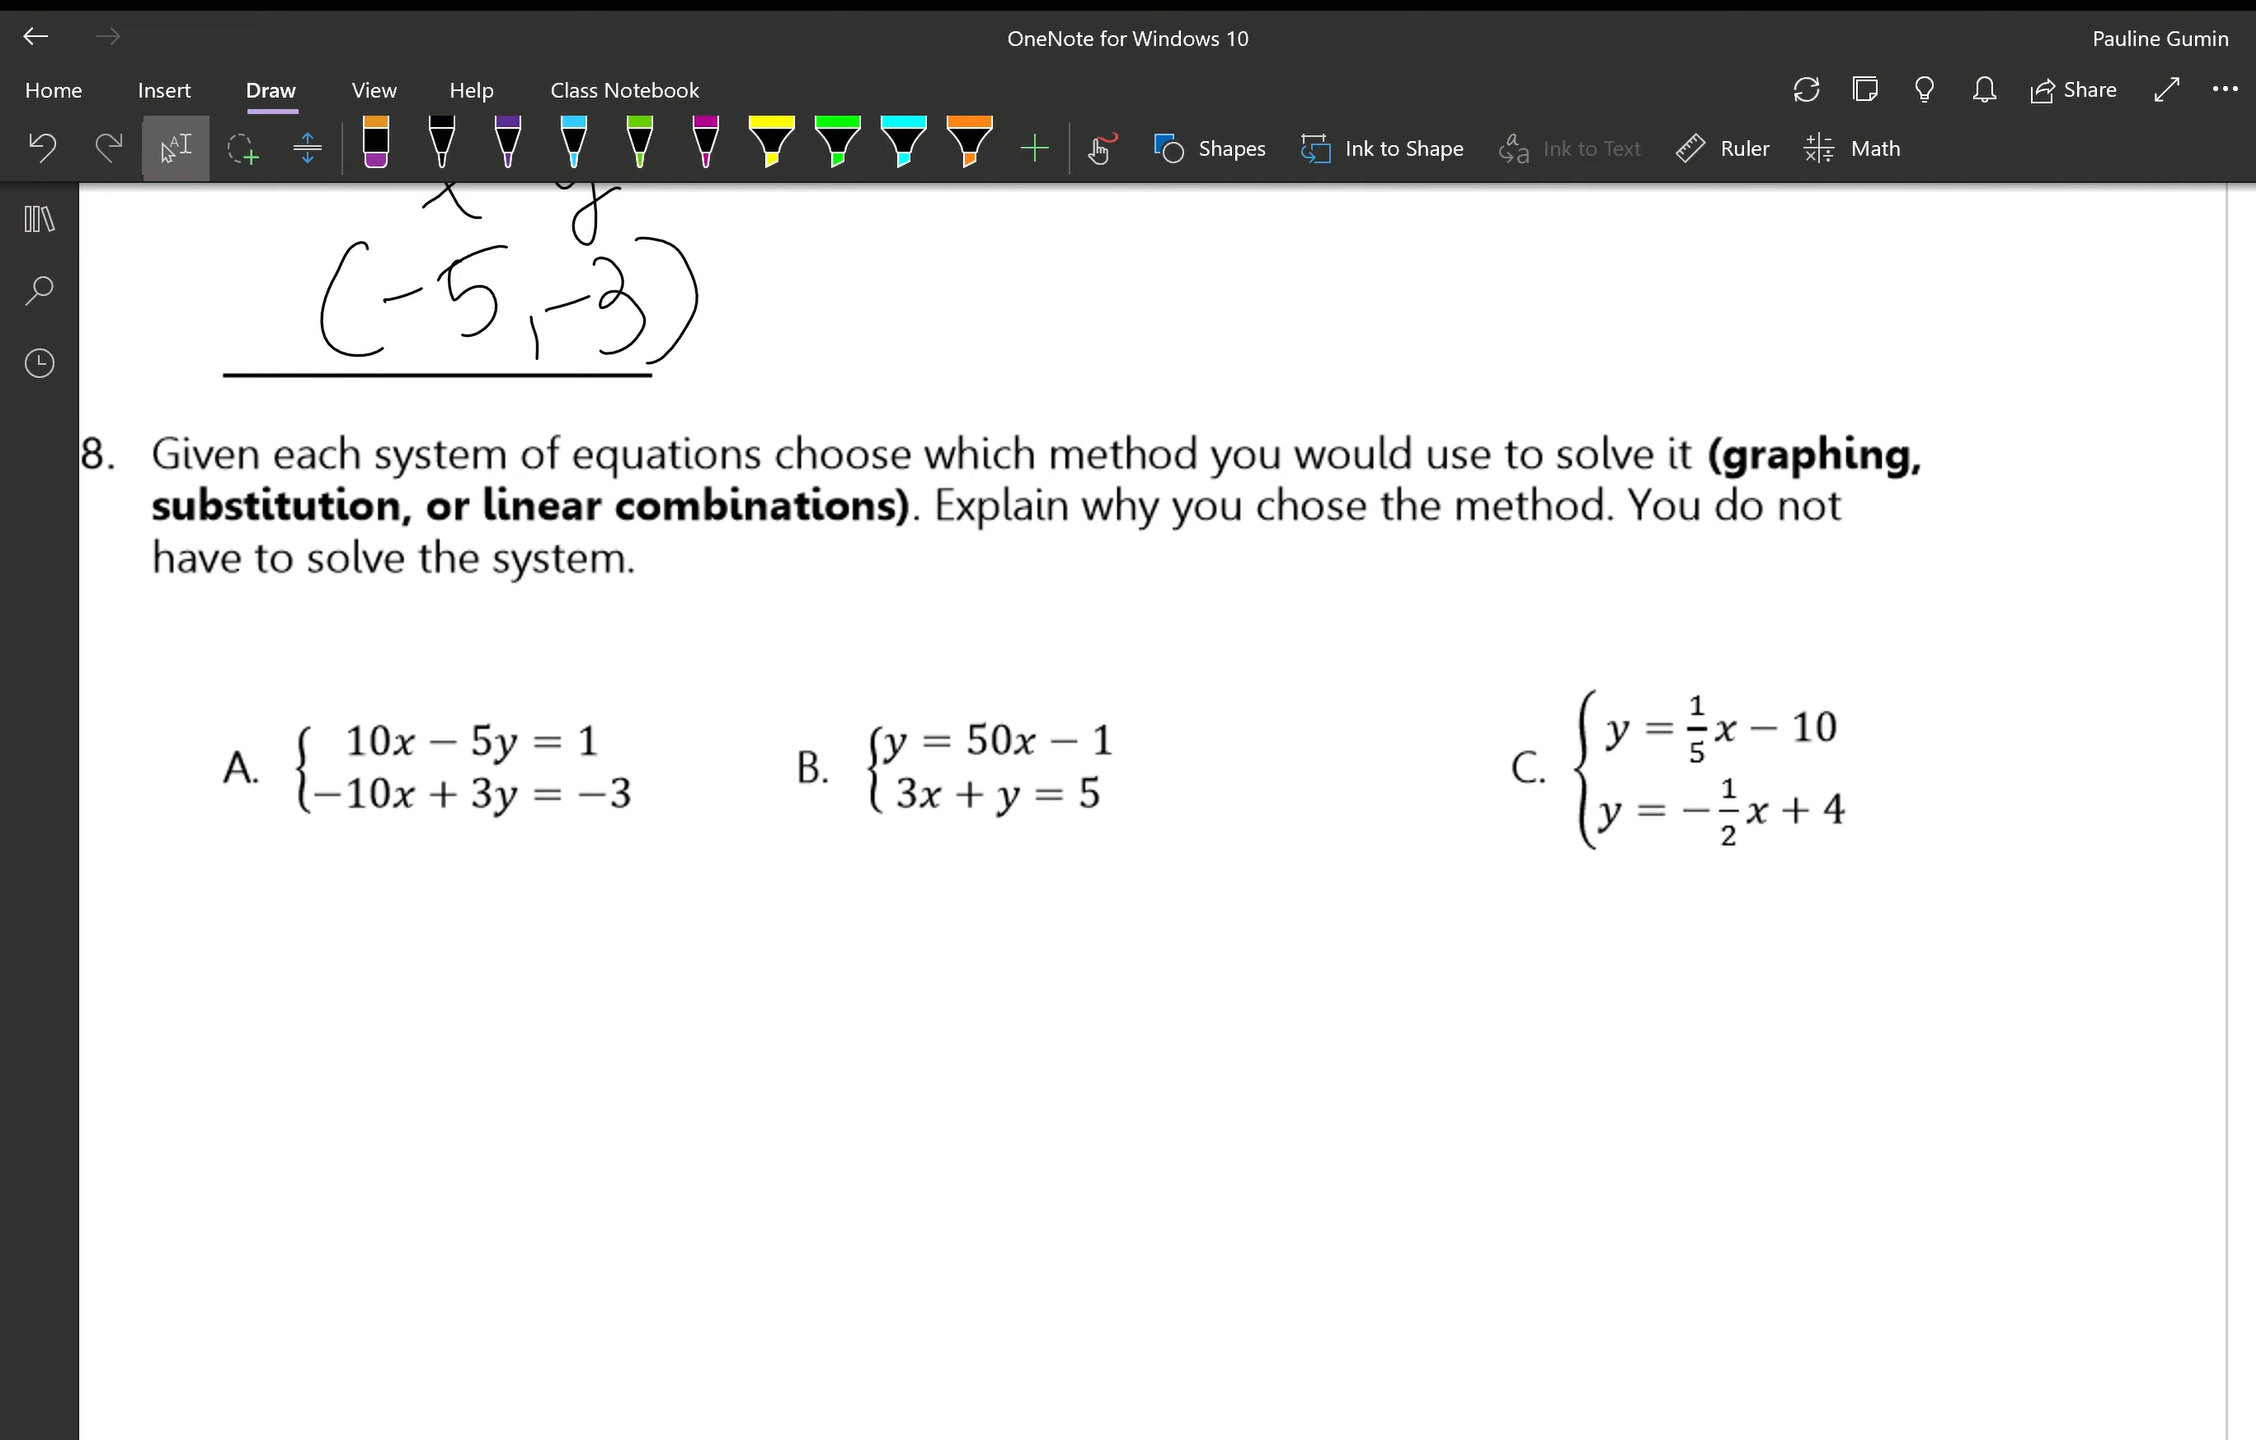 OneNote for Windows 10
Pauline Gumin
Home Insert Draw View Help Class Notebook
Share
Shapes Ink to Shape Ink to Text Ruler Math
x y
(-5, -3)
8. Given each system of equations choose which method you would use to solve it (graphing,
substitution, or linear combinations). Explain why you chose the method. You do not
have to solve the system.
A. { 10x − 5y = 1
−10x + 3y = −3
B. { y = 50x − 1
3x + y = 5
C. { y = 1/5 x − 10
y = − 1/2 x + 4